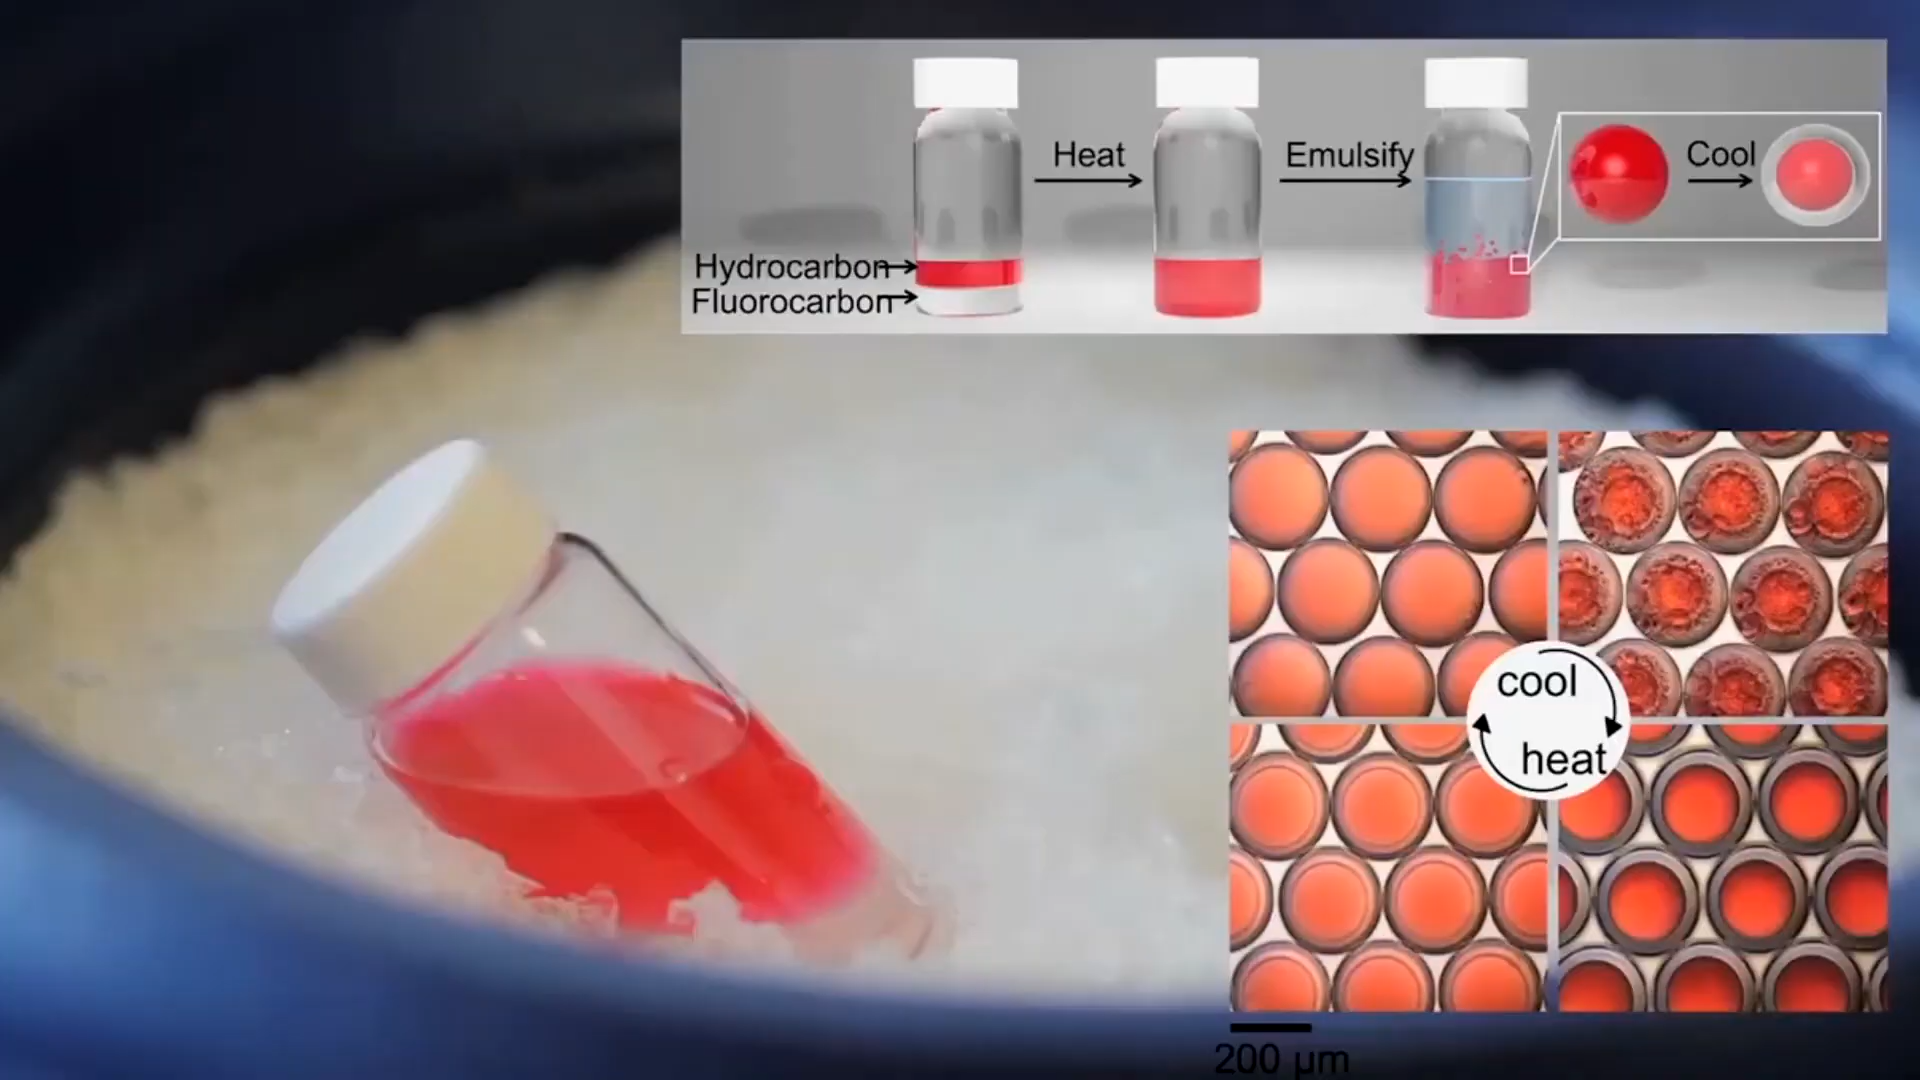 Heat
Emulsify
Cool
Hydrocarbon
Fluorocarbon
cool
heat
200 µm